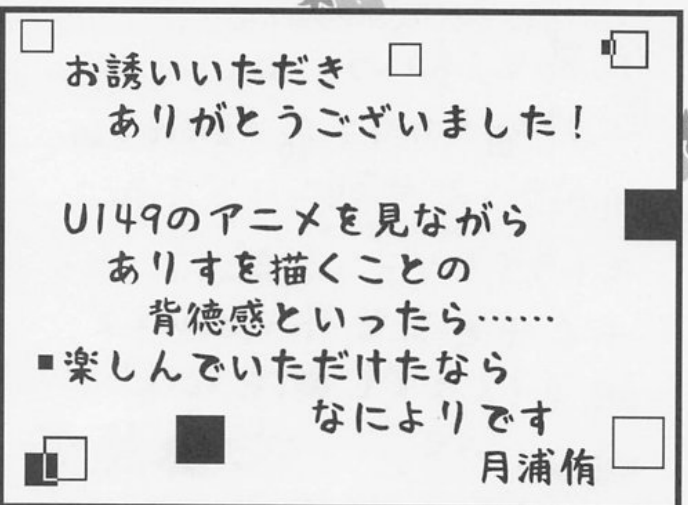 お誘いいただき
ありがとうございました！
U149のアニメを見ながら
ありすを描くことの
背徳感といったら……
楽しんでいただけたなら
なによりです
月浦侑